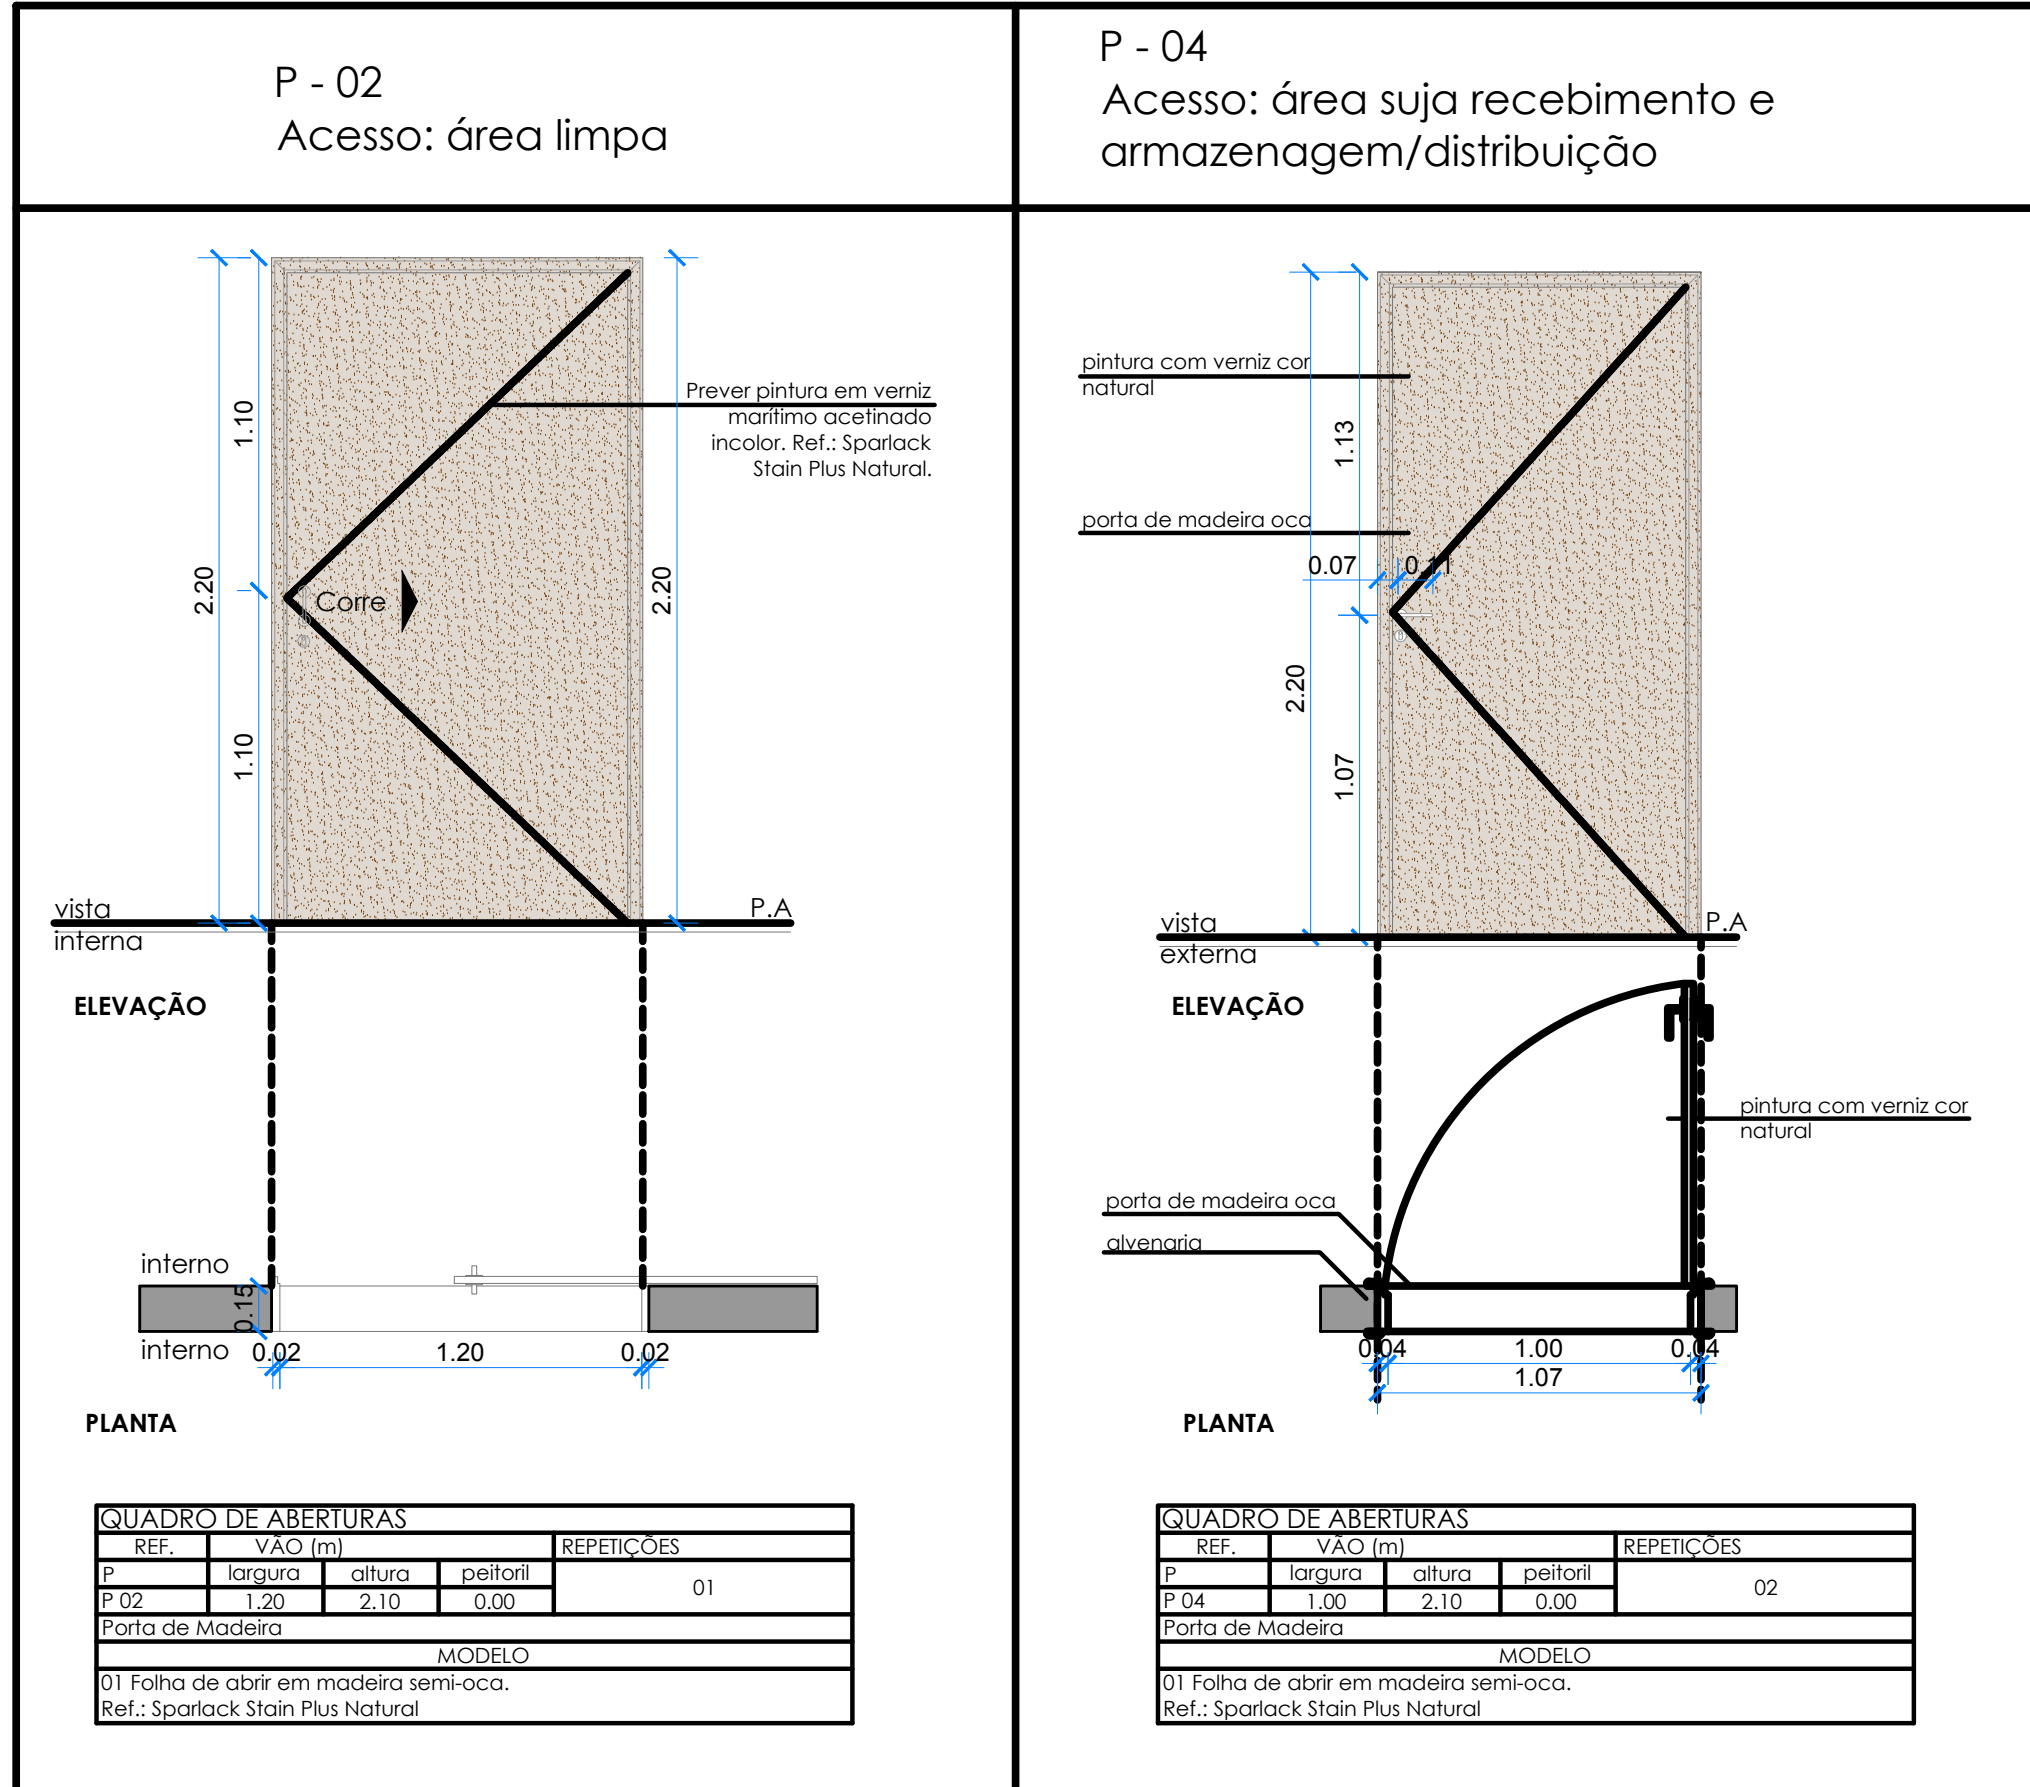 P - 02
Acesso: área limpa
P - 04
Acesso: área suja recebimento e
armazenagem/distribuição
2.20
1.10
1.10
2.20
Prever pintura em verniz
marítimo acetinado
incolor. Ref.: Sparlack
Stain Plus Natural.
Corre
vista
interna
P.A
ELEVAÇÃO
interno
0.15
interno
0.02
1.20
0.02
PLANTA
QUADRO DE ABERTURAS
REF. VÃO (m) REPETIÇÕES
P largura altura peitoril 01
P 02 1.20 2.10 0.00
Porta de Madeira
MODELO
01 Folha de abrir em madeira semi-oca.
Ref.: Sparlack Stain Plus Natural
pintura com verniz cor
natural
1.13
porta de madeira oca
0.07
0.11
2.20
1.07
vista
externa
P.A
ELEVAÇÃO
pintura com verniz cor
natural
porta de madeira oca
alvenaria
0.04
1.00
0.04
1.07
PLANTA
QUADRO DE ABERTURAS
REF. VÃO (m) REPETIÇÕES
P largura altura peitoril 02
P 04 1.00 2.10 0.00
Porta de Madeira
MODELO
01 Folha de abrir em madeira semi-oca.
Ref.: Sparlack Stain Plus Natural